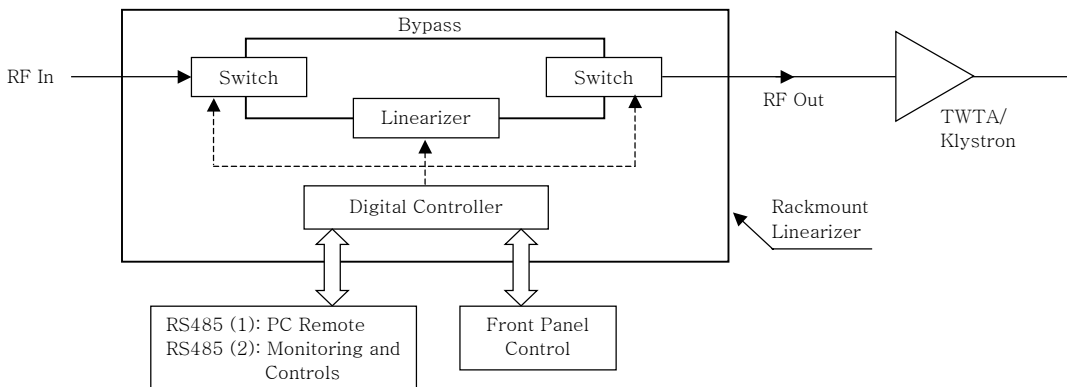 Bypass
RF In
Switch
Switch
Linearizer
RF Out
TWTA/
Klystron
Digital Controller
Rackmount
Linearizer
RS485 (1): PC Remote
RS485 (2): Monitoring and
Controls
Front Panel
Control